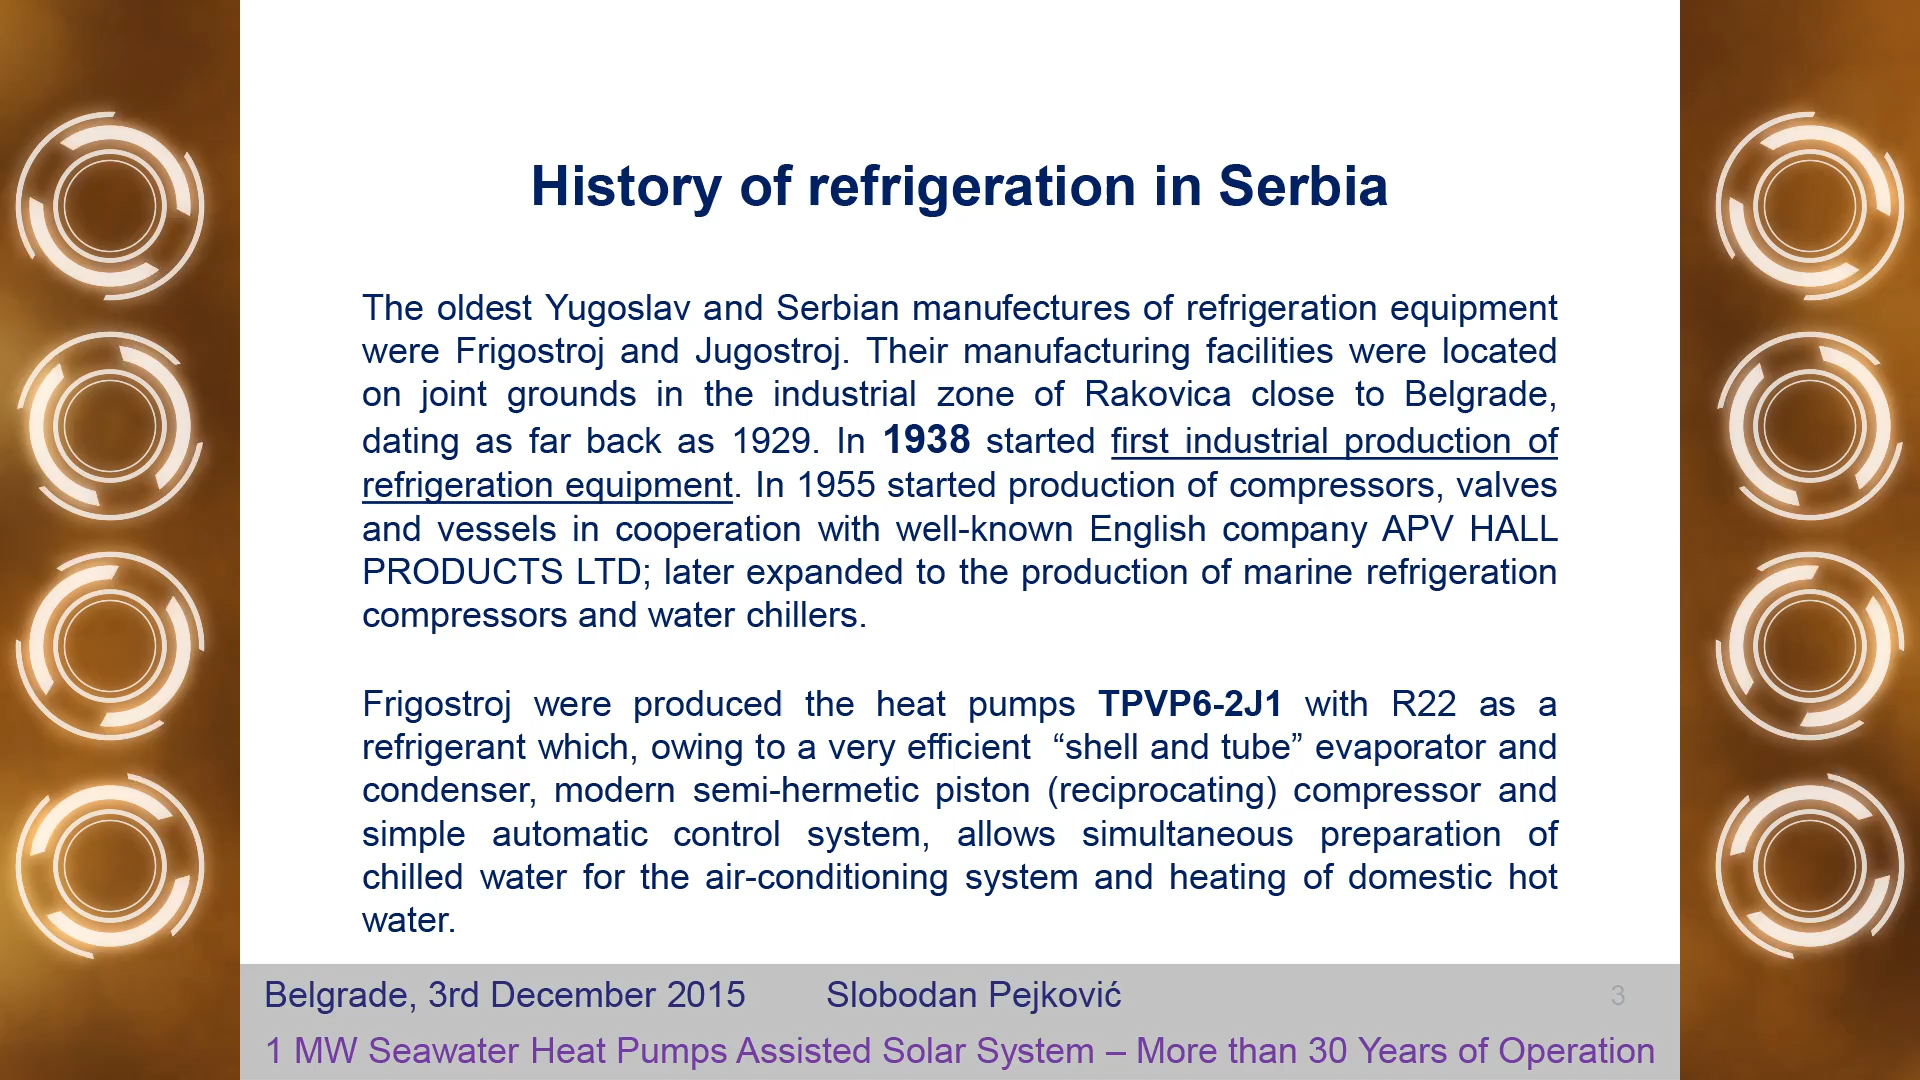 History of refrigeration in Serbia
The oldest Yugoslav and Serbian manufectures of refrigeration equipment
were Frigostroj and Jugostroj. Their manufacturing facilities were located
on joint grounds in the industrial zone of Rakovica close to Belgrade,
dating as far back as 1929. In 1938 started first industrial production of
refrigeration equipment. In 1955 started production of compressors, valves
and vessels in cooperation with well-known English company APV HALL
PRODUCTS LTD; later expanded to the production of marine refrigeration
compressors and water chillers.
Frigostroj were produced the heat pumps TPVP6-2J1 with R22 as a
refrigerant which, owing to a very efficient “shell and tube” evaporator and
condenser, modern semi-hermetic piston (reciprocating) compressor and
simple automatic control system, allows simultaneous preparation of
chilled water for the air-conditioning system and heating of domestic hot
water.
Belgrade, 3rd December 2015 Slobodan Pejković 3
1 MW Seawater Heat Pumps Assisted Solar System – More than 30 Years of Operation